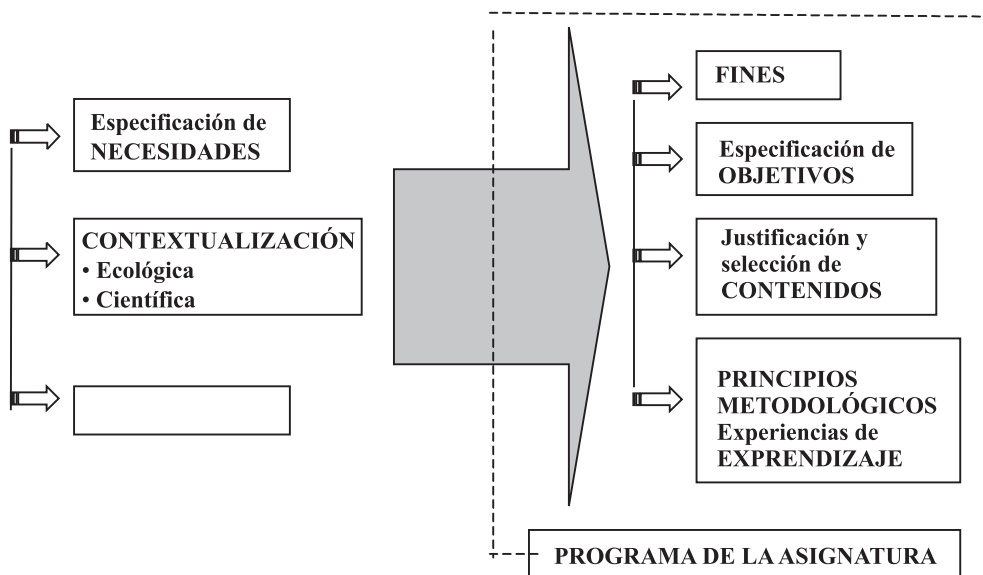 Especificación de
NECESIDADES
CONTEXTUALIZACIÓN
• Ecológica
• Científica
FINES
Especificación de
OBJETIVOS
Justificación y
selección de
CONTENIDOS
PRINCIPIOS
METODOLÓGICOS
Experiencias de
EXPRENDIZAJE
PROGRAMA DE LA ASIGNATURA